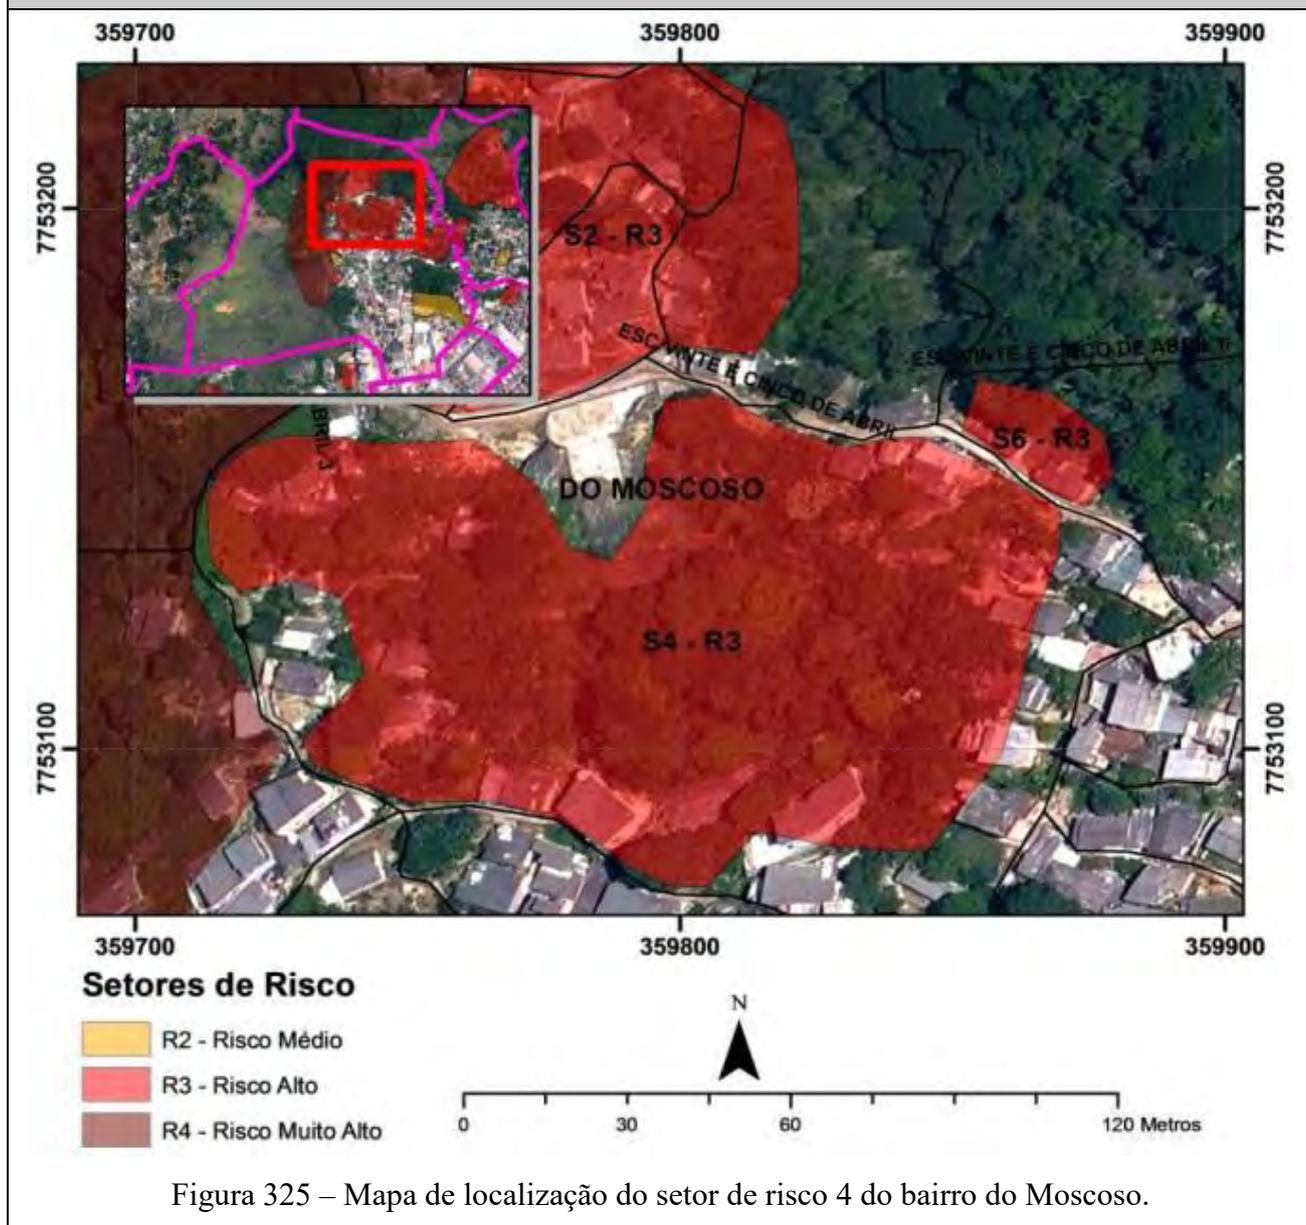 359700 359800 359900
7753200 7753200
S2 - R3
ESC VINTE E CINCO DE ABRIL
ESC VINTE E CINCO DE ABRIL
S6 - R3
ABRIL 3
DO MOSCOSO
S4 - R3
7753100 7753100
359700 359800 359900
Setores de Risco
R2 - Risco Médio
R3 - Risco Alto
R4 - Risco Muito Alto
N
0 30 60 120 Metros
Figura 325 – Mapa de localização do setor de risco 4 do bairro do Moscoso.